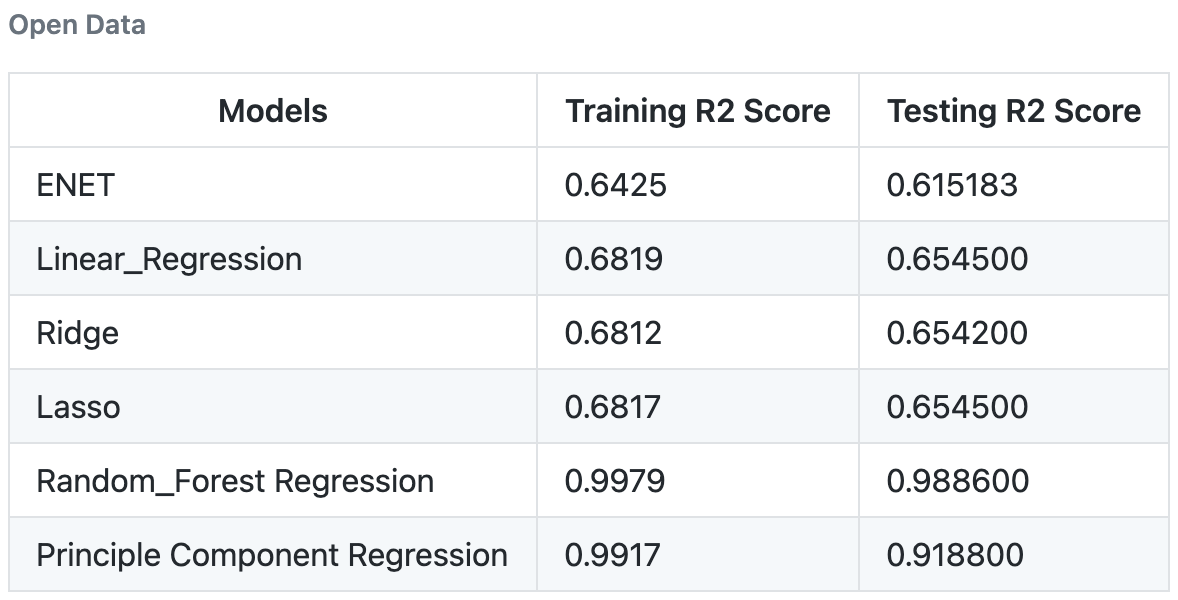 Open Data
Models Training R2 Score Testing R2 Score
ENET 0.6425 0.615183
Linear_Regression 0.6819 0.654500
Ridge 0.6812 0.654200
Lasso 0.6817 0.654500
Random_Forest Regression 0.9979 0.988600
Principle Component Regression 0.9917 0.918800